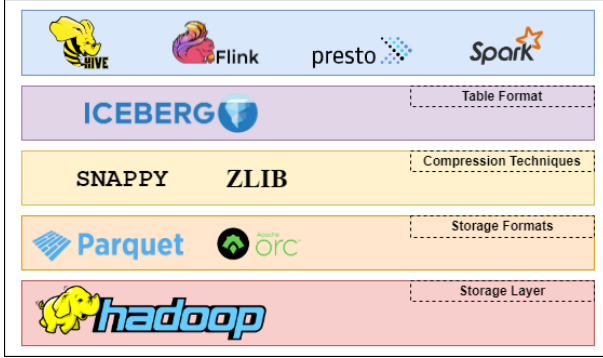 HIVE
Flink
presto
Spark
Table Format
ICEBERG
Compression Techniques
SNAPPY ZLIB
Storage Formats
Parquet
Apache
orc
Storage Layer
hadoop